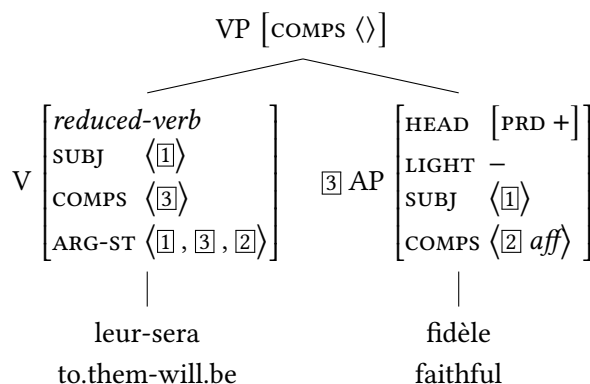 VP [COMPS ⟨⟩]
V [reduced-verb
SUBJ ⟨[1]⟩
COMPS ⟨[3]⟩
ARG-ST ⟨[1] , [3] , [2]⟩]
leur-sera
to.them-will.be
[3] AP [HEAD [PRD +]
LIGHT −
SUBJ ⟨[1]⟩
COMPS ⟨[2] aff⟩]
fidèle
faithful